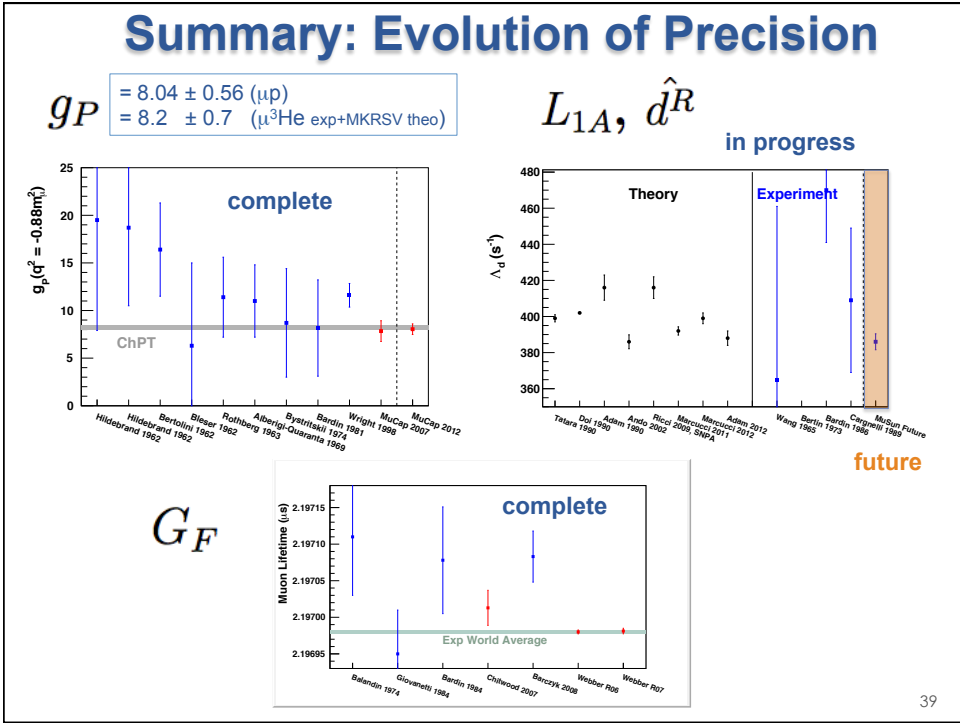 Summary: Evolution of Precision
g_P
= 8.04 ± 0.56 (μp)
= 8.2 ± 0.7 (μ³He exp+MKRSV theo)
L_{1A}, d̂^R
in progress
complete
g_p(q² = -0.88m²_μ)
25
20
15
10
5
0
ChPT
Hildebrand 1962
Hildebrand 1962
Bertolini 1962
Bleser 1962
Rothberg 1963
Alberigi-Quaranta 1969
Bystritskii 1974
Bardin 1981
Wright 1998
MuCap 2007
MuCap 2012
Theory
Experiment
Λ_d (s⁻¹)
480
460
440
420
400
380
360
Tatara 1990
Doi 1990
Adam 1990
Ando 2002
Ricci 2009, SNPA
Marcucci 2011
Marcucci 2012
Adam 2012
Wang 1965
Bertin 1973
Bardin 1986
Cargnelli 1989
MuSun Future
future
G_F
complete
Muon Lifetime (μs)
2.19715
2.19710
2.19705
2.19700
2.19695
Exp World Average
Balandin 1974
Giovanetti 1984
Bardin 1984
Chitwood 2007
Barczyk 2008
Webber R06
Webber R07
39